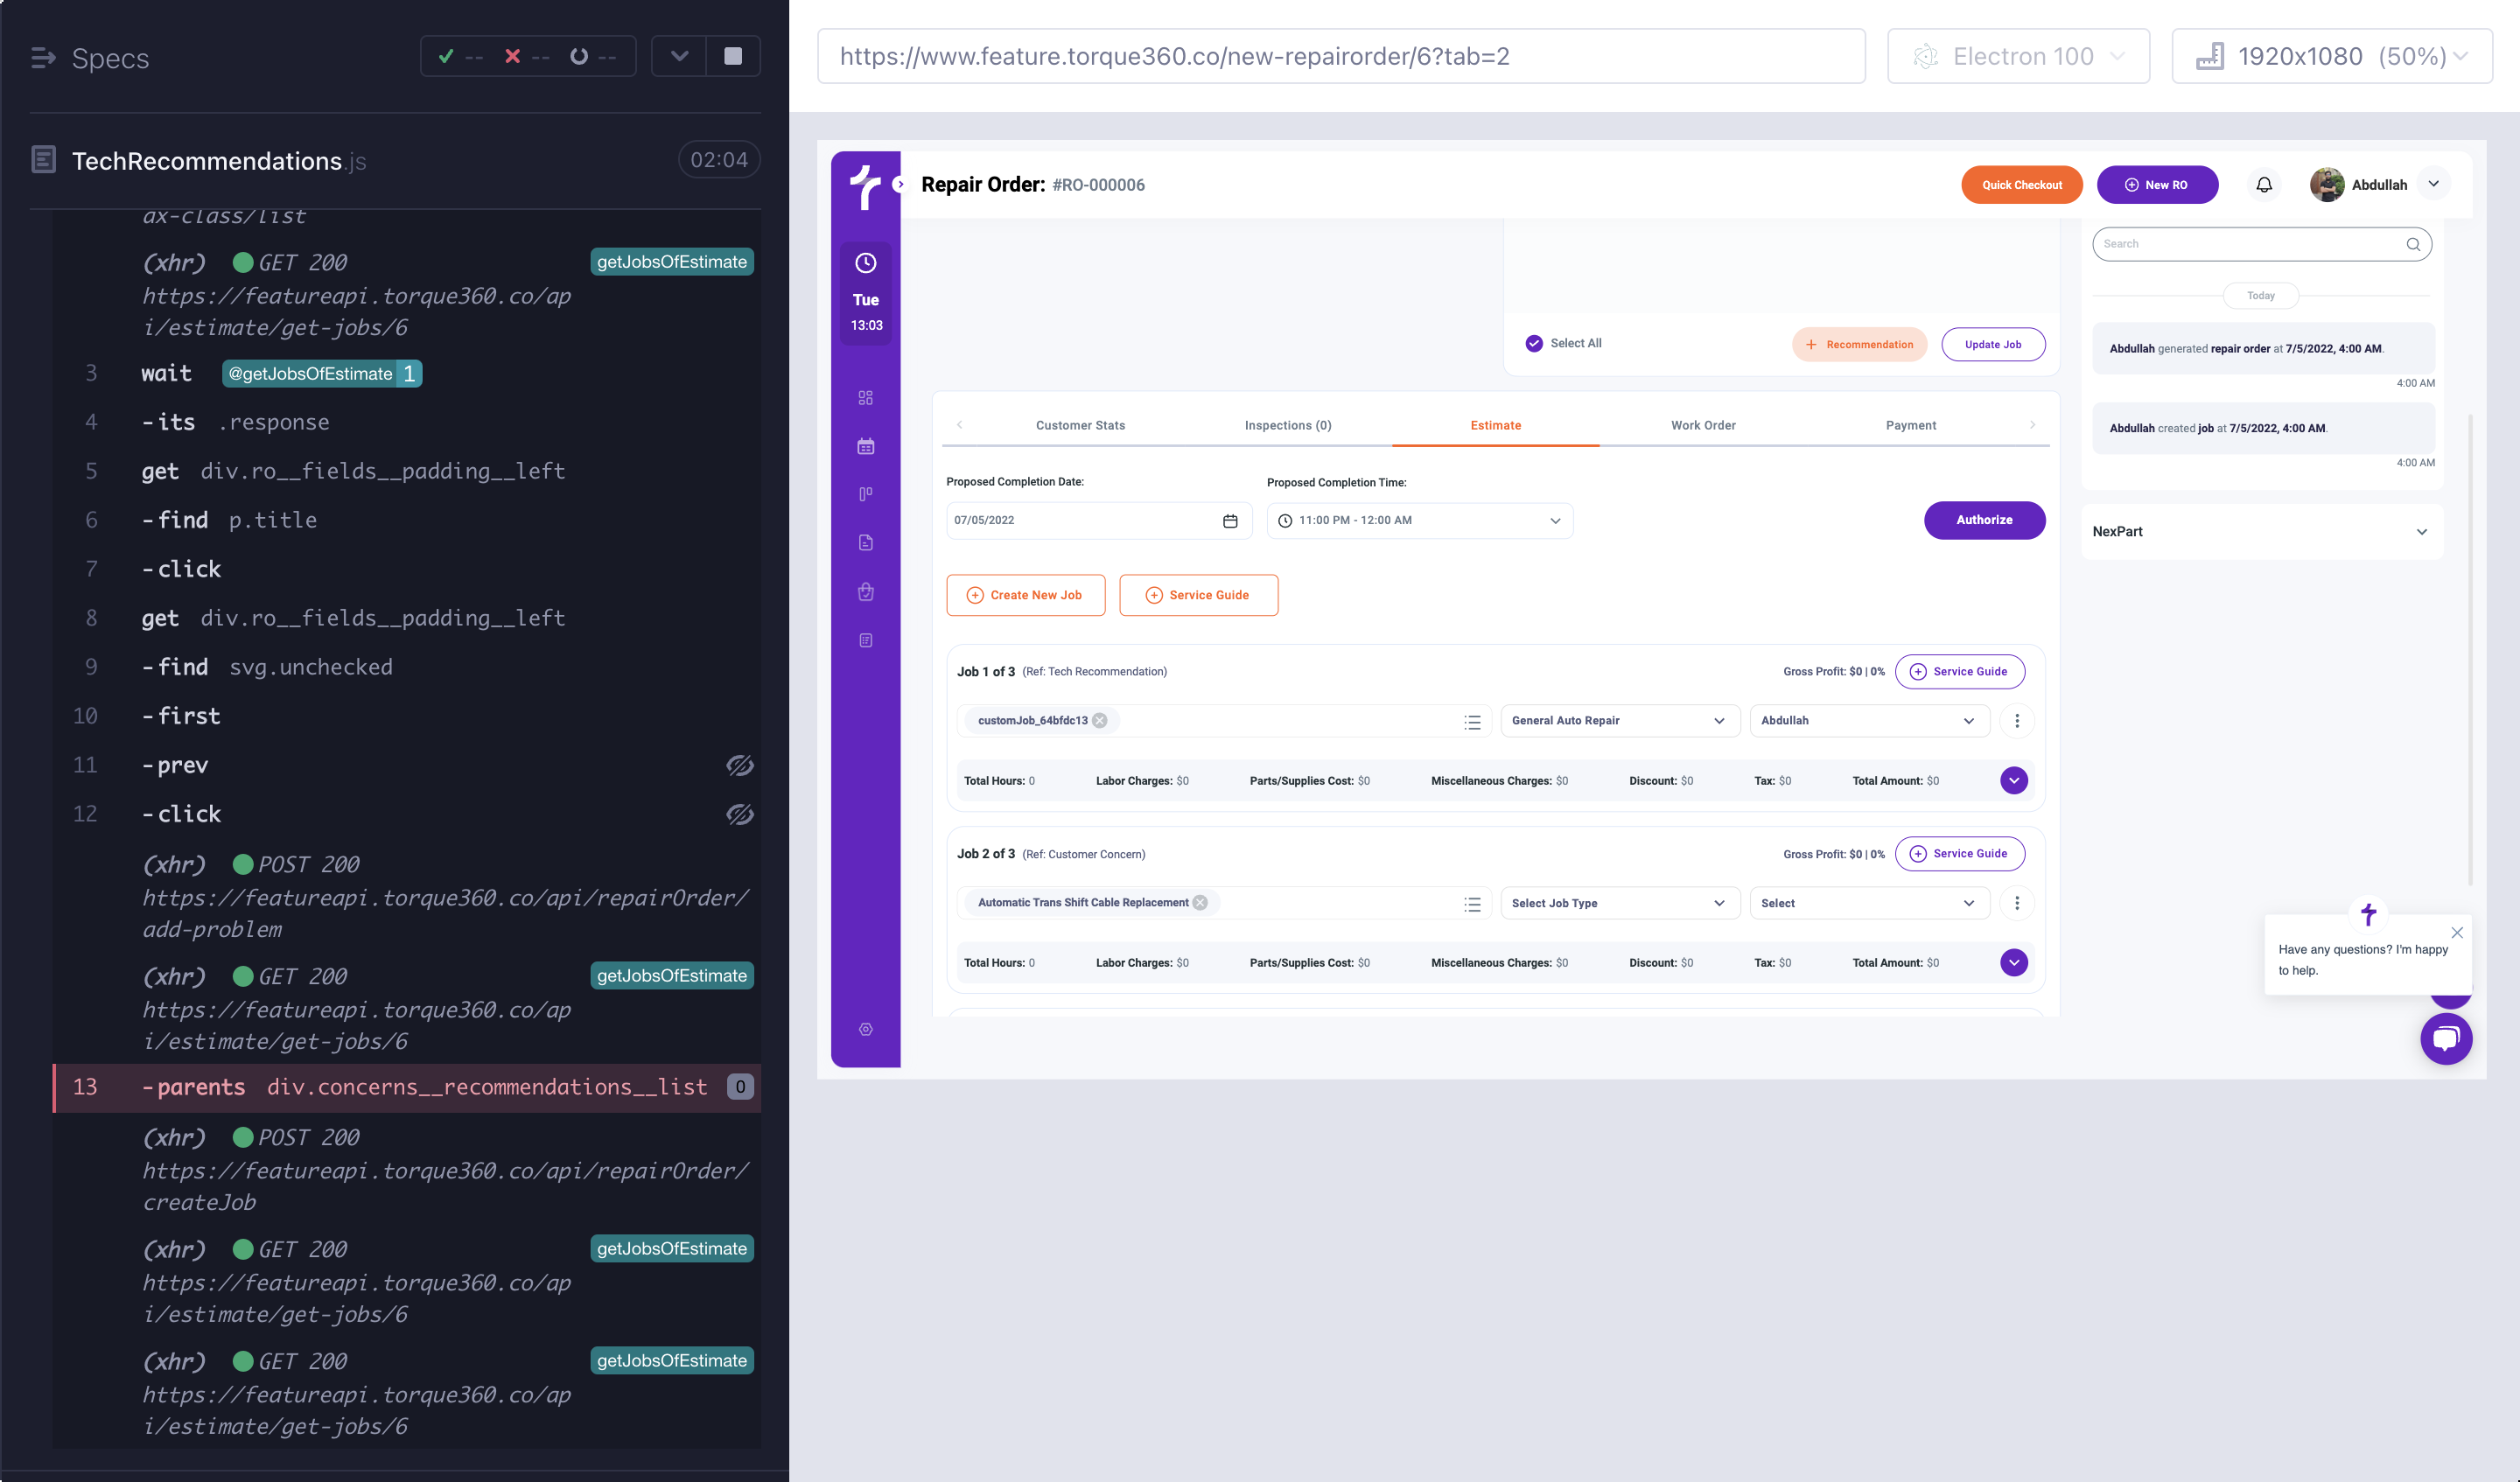 Specs
-- -- --
TechRecommendations.js
02:04
ax-class/list
(xhr) GET 200 getJobsOfEstimate
https://featureapi.torque360.co/ap
i/estimate/get-jobs/6
3 wait @getJobsOfEstimate 1
4 -its .response
5 get div.ro__fields__padding__left
6 -find p.title
7 -click
8 get div.ro__fields__padding__left
9 -find svg.unchecked
10 -first
11 -prev
12 -click
(xhr) POST 200
https://featureapi.torque360.co/api/repairOrder/
add-problem
(xhr) GET 200 getJobsOfEstimate
https://featureapi.torque360.co/ap
i/estimate/get-jobs/6
13 -parents div.concerns__recommendations__list 0
(xhr) POST 200
https://featureapi.torque360.co/api/repairOrder/
createJob
(xhr) GET 200 getJobsOfEstimate
https://featureapi.torque360.co/ap
i/estimate/get-jobs/6
(xhr) GET 200 getJobsOfEstimate
https://featureapi.torque360.co/ap
i/estimate/get-jobs/6
https://www.feature.torque360.co/new-repairorder/6?tab=2
Electron 100
1920x1080 (50%)
Repair Order: #RO-000006
Quick Checkout
New RO
Abdullah
Tue
13:03
Select All
Recommendation
Update Job
Customer Stats
Inspections (0)
Estimate
Work Order
Payment
Proposed Completion Date:
Proposed Completion Time:
07/05/2022
11:00 PM - 12:00 AM
Authorize
Create New Job
Service Guide
Job 1 of 3 (Ref: Tech Recommendation)
Gross Profit: $0 | 0%
Service Guide
customJob_64bfdc13
General Auto Repair
Abdullah
Total Hours: 0 Labor Charges: $0 Parts/Supplies Cost: $0 Miscellaneous Charges: $0 Discount: $0 Tax: $0 Total Amount: $0
Job 2 of 3 (Ref: Customer Concern)
Gross Profit: $0 | 0%
Service Guide
Automatic Trans Shift Cable Replacement
Select Job Type
Select
Total Hours: 0 Labor Charges: $0 Parts/Supplies Cost: $0 Miscellaneous Charges: $0 Discount: $0 Tax: $0 Total Amount: $0
Search
Today
Abdullah generated repair order at 7/5/2022, 4:00 AM.
4:00 AM
Abdullah created job at 7/5/2022, 4:00 AM.
4:00 AM
NexPart
Have any questions? I'm happy
to help.